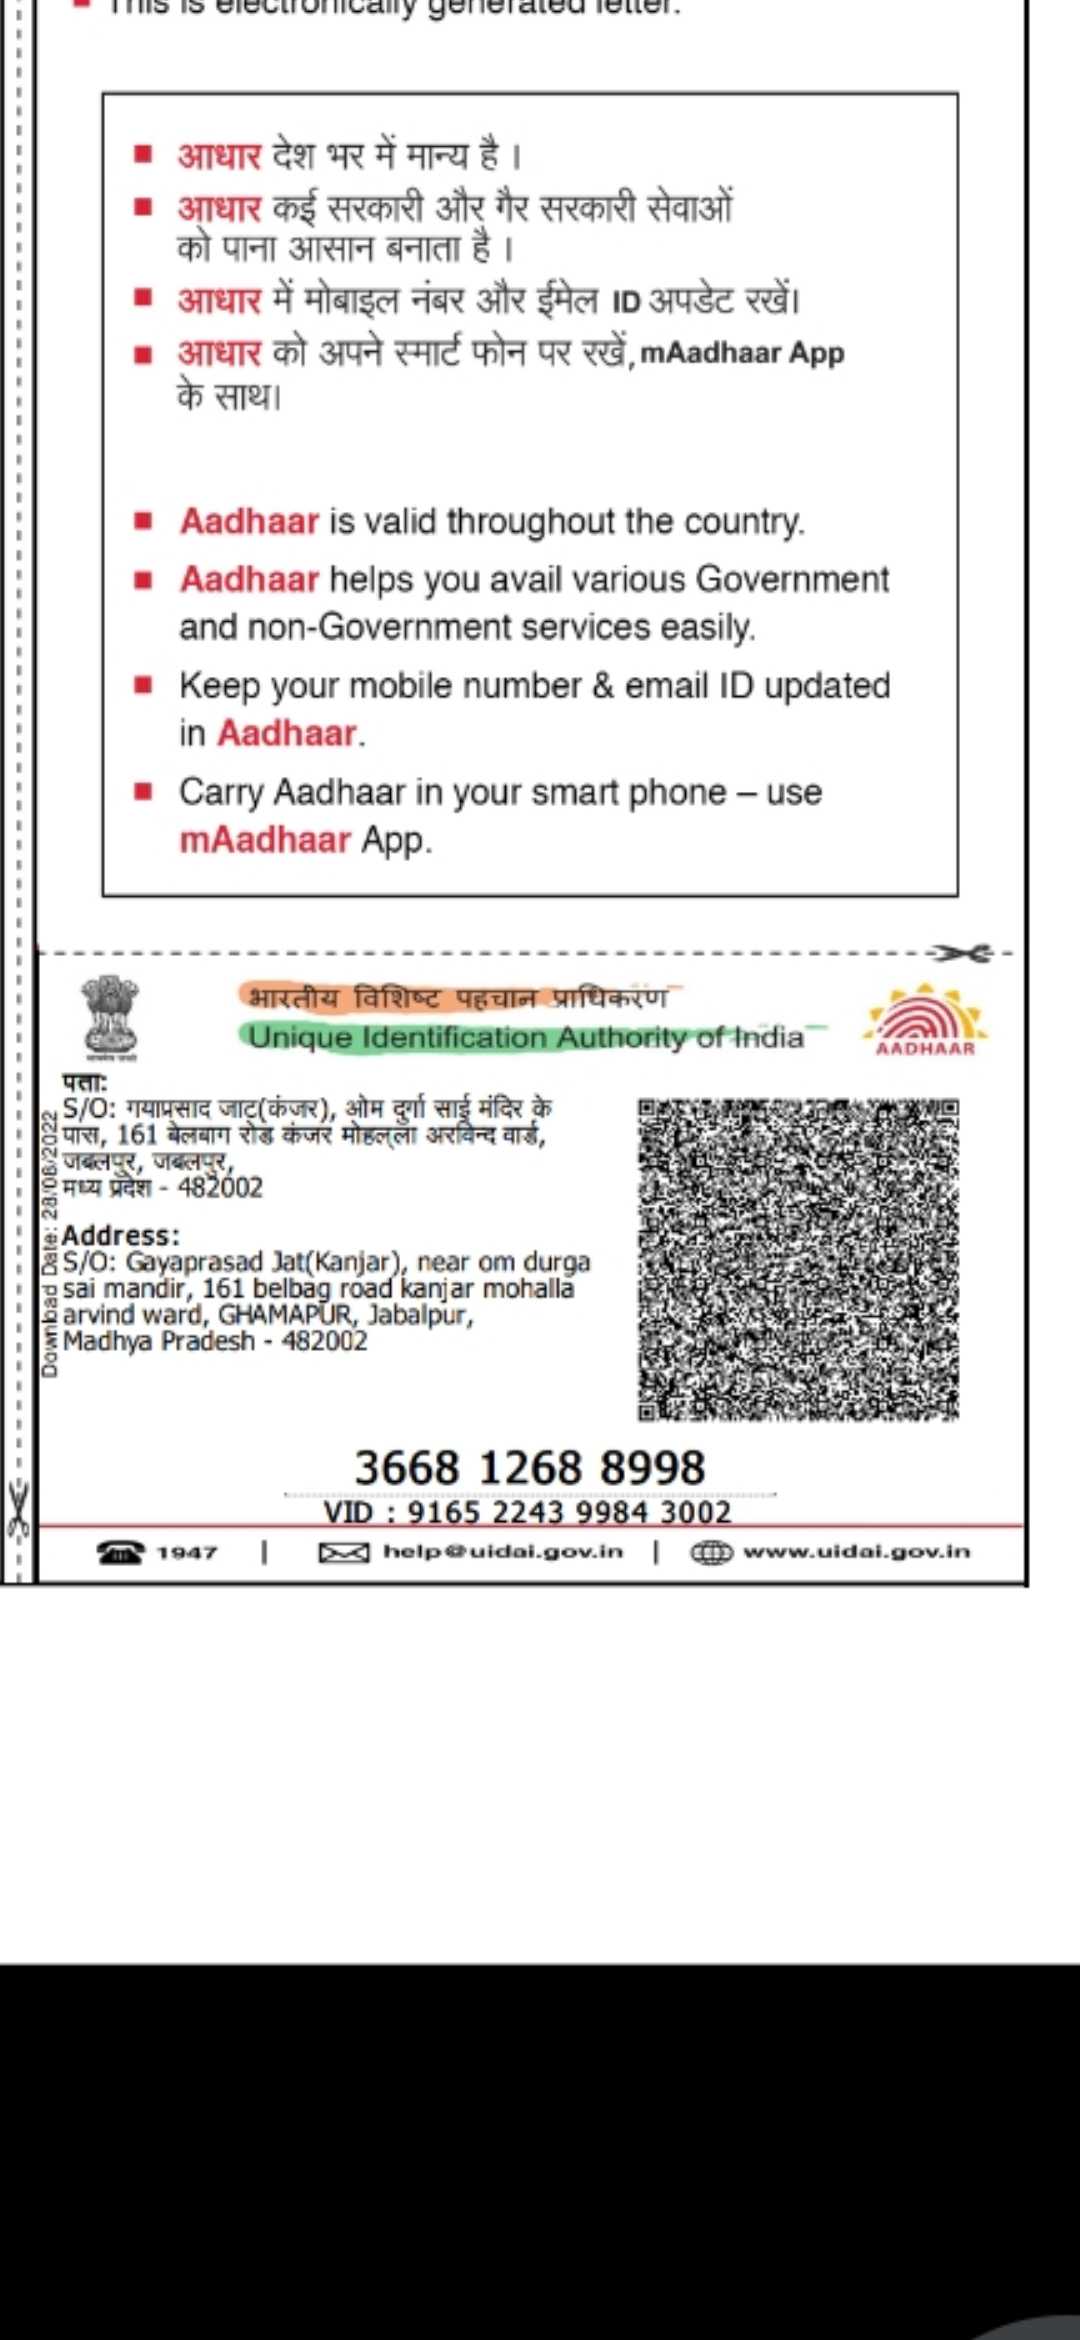 This is electronically generated letter.
आधार देश भर में मान्य है ।
आधार कई सरकारी और गैर सरकारी सेवाओं
को पाना आसान बनाता है ।
आधार में मोबाइल नंबर और ईमेल ID अपडेट रखें।
आधार को अपने स्मार्ट फोन पर रखें, mAadhaar App
के साथ।
Aadhaar is valid throughout the country.
Aadhaar helps you avail various Government
and non-Government services easily.
Keep your mobile number & email ID updated
in Aadhaar.
Carry Aadhaar in your smart phone – use
mAadhaar App.
भारतीय विशिष्ट पहचान प्राधिकरण
Unique Identification Authority of India
AADHAAR
पता:
S/O: गयाप्रसाद जाट(कंजर), ओम दुर्गा साई मंदिर के
पास, 161 बेलबाग रोड कंजर मोहल्ला अरविन्द वार्ड,
जबलपुर, जबलपुर,
मध्य प्रदेश - 482002
Address:
S/O: Gayaprasad Jat(Kanjar), near om durga
sai mandir, 161 belbag road kanjar mohalla
arvind ward, GHAMAPUR, Jabalpur,
Madhya Pradesh - 482002
Download Date: 28/06/2022
3668 1268 8998
VID : 9165 2243 9984 3002
1947 | help@uidai.gov.in | www.uidai.gov.in